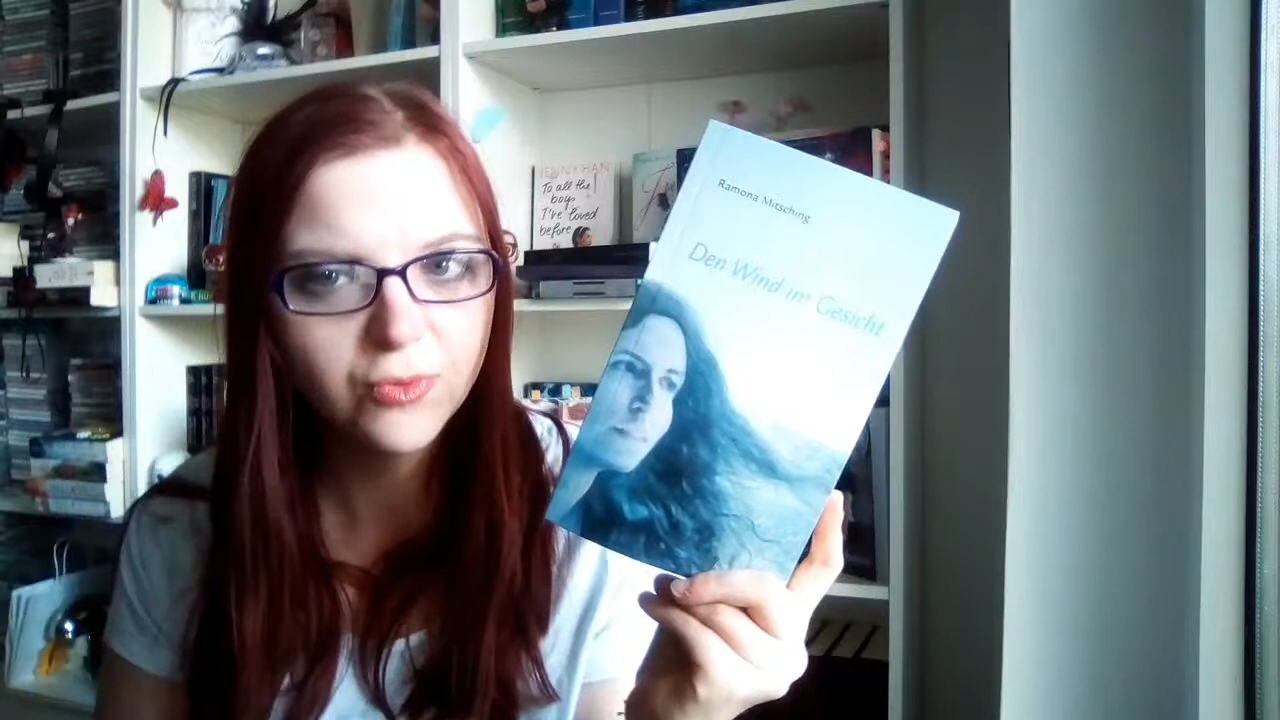 JENNY HAN
To all the
boys
I've loved
before
Ramona Mitsching
Den Wind im Gesicht